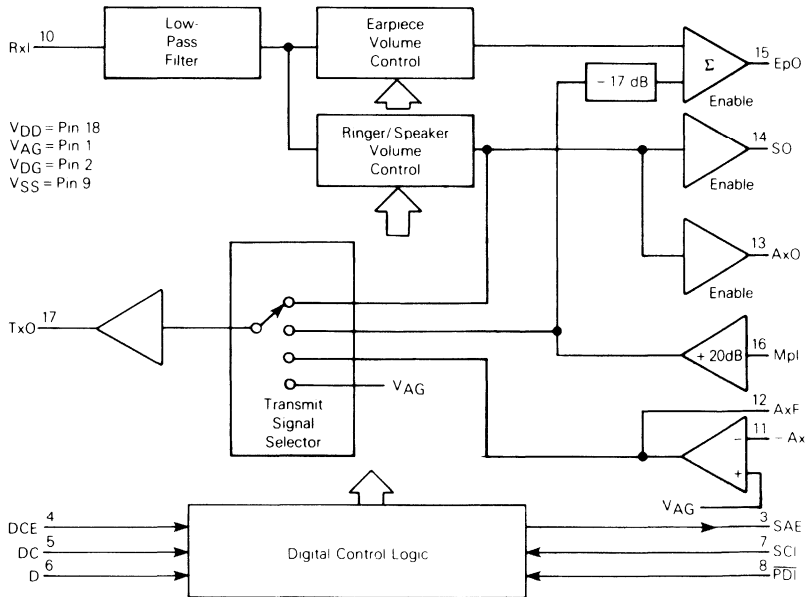 RxI 10
Low-
Pass
Filter
Earpiece
Volume
Control
Σ
15 EpO
- 17 dB
Enable
VDD = Pin 18
VAG = Pin 1
VDG = Pin 2
VSS = Pin 9
Ringer/Speaker
Volume
Control
14 SO
Enable
13 AxO
Enable
TxO 17
+ 20dB
16 MpI
VAG
12 AxF
11 - Ax
-
+
Transmit
Signal
Selector
VAG
DCE 4
DC 5
D 6
Digital Control Logic
3 SAE
7 SCI
8 PDI